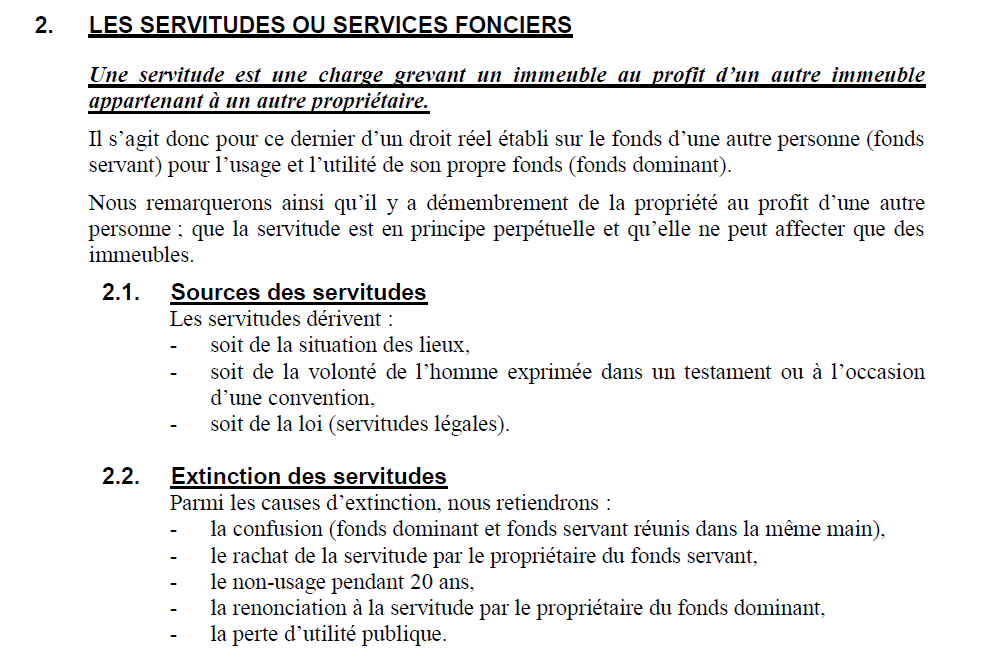 2. LES SERVITUDES OU SERVICES FONCIERS
Une servitude est une charge grevant un immeuble au profit d’un autre immeuble
appartenant à un autre propriétaire.
Il s’agit donc pour ce dernier d’un droit réel établi sur le fonds d’une autre personne (fonds
servant) pour l’usage et l’utilité de son propre fonds (fonds dominant).
Nous remarquerons ainsi qu’il y a démembrement de la propriété au profit d’une autre
personne ; que la servitude est en principe perpétuelle et qu’elle ne peut affecter que des
immeubles.
2.1. Sources des servitudes
Les servitudes dérivent :
- soit de la situation des lieux,
- soit de la volonté de l’homme exprimée dans un testament ou à l’occasion
d’une convention,
- soit de la loi (servitudes légales).
2.2. Extinction des servitudes
Parmi les causes d’extinction, nous retiendrons :
- la confusion (fonds dominant et fonds servant réunis dans la même main),
- le rachat de la servitude par le propriétaire du fonds servant,
- le non-usage pendant 20 ans,
- la renonciation à la servitude par le propriétaire du fonds dominant,
- la perte d’utilité publique.